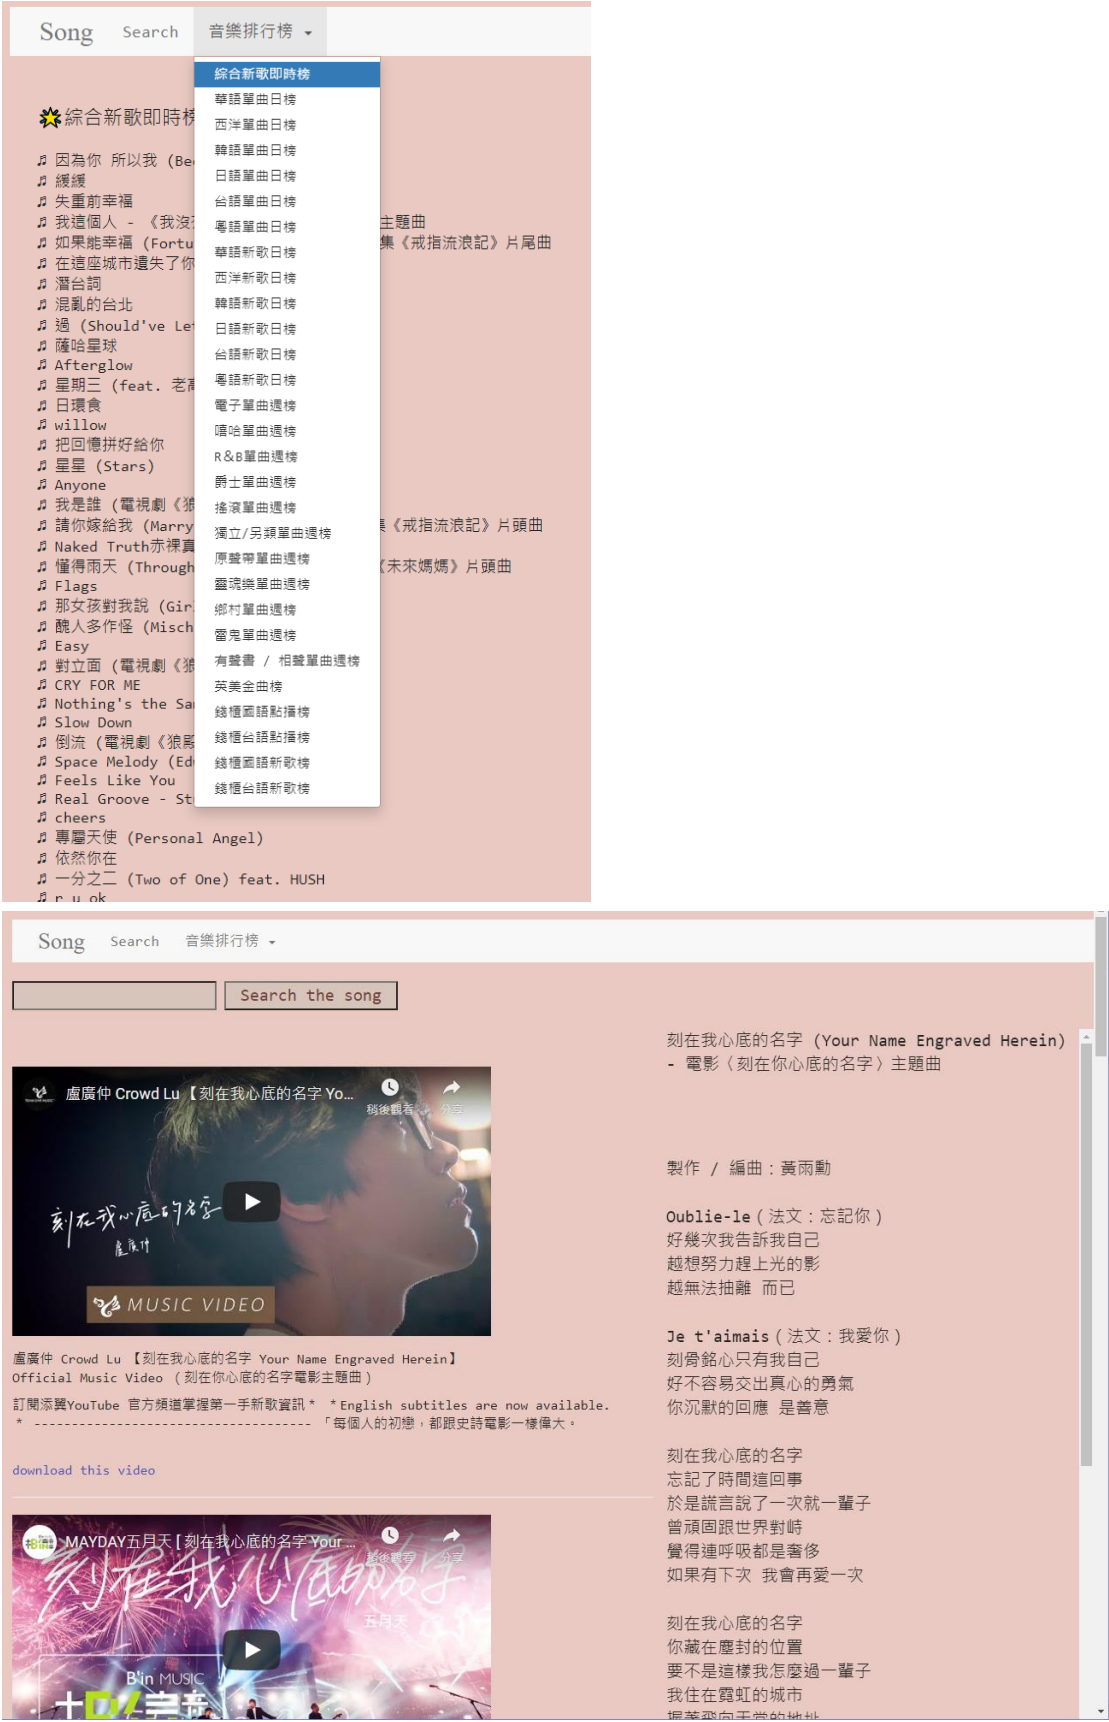 Song Search 音樂排行榜
綜合新歌即時榜
華語單曲日榜
西洋單曲日榜
韓語單曲日榜
日語單曲日榜
台語單曲日榜
粵語單曲日榜
華語新歌日榜
西洋新歌日榜
韓語新歌日榜
日語新歌日榜
台語新歌日榜
粵語新歌日榜
電子單曲週榜
嘻哈單曲週榜
R&B單曲週榜
爵士單曲週榜
搖滾單曲週榜
獨立/另類單曲週榜
原聲帶單曲週榜
靈魂樂單曲週榜
鄉村單曲週榜
雷鬼單曲週榜
有聲書 / 相聲單曲週榜
英美金曲榜
錢櫃國語點播榜
錢櫃台語點播榜
錢櫃國語新歌榜
錢櫃台語新歌榜
綜合新歌即時榜
♬ 因為你 所以我 (Be
♬ 緩緩
♬ 失重前幸福
♬ 我這個人 - 《我沒 主題曲
♬ 如果能幸福 (Fortu 集《戒指流浪記》片尾曲
♬ 在這座城市遺失了你
♬ 潛台詞
♬ 混亂的台北
♬ 過 (Should've Le
♬ 薩哈星球
♬ Afterglow
♬ 星期三 (feat. 老
♬ 日環食
♬ willow
♬ 把回憶拼好給你
♬ 星星 (Stars)
♬ Anyone
♬ 我是誰 (電視劇《狼
♬ 請你嫁給我 (Marry 《戒指流浪記》片頭曲
♬ Naked Truth赤裸真
♬ 懂得雨天 (Through 《未來媽媽》片頭曲
♬ Flags
♬ 那女孩對我說 (Gir
♬ 醜人多作怪 (Misch
♬ Easy
♬ 對立面 (電視劇《狼
♬ CRY FOR ME
♬ Nothing's the Sa
♬ Slow Down
♬ 倒流 (電視劇《狼殿
♬ Space Melody (Ed
♬ Feels Like You
♬ Real Groove - St
♬ cheers
♬ 專屬天使 (Personal Angel)
♬ 依然你在
♬ 一分之二 (Two of One) feat. HUSH
♬ r u ok
Song Search 音樂排行榜
Search the song
盧廣仲 Crowd Lu 【刻在我心底的名字 Yo...
稍後觀看 分享
刻在我心底的名字
盧廣仲
MUSIC VIDEO
盧廣仲 Crowd Lu 【刻在我心底的名字 Your Name Engraved Herein】
Official Music Video （刻在你心底的名字電影主題曲）
訂閱添翼YouTube 官方頻道掌握第一手新歌資訊* *English subtitles are now available.
* ------------------------------------- 「每個人的初戀，都跟史詩電影一樣偉大。
download this video
MAYDAY五月天 [ 刻在我心底的名字 Your ...
稍後觀看 分享
刻在我心底的名字
五月天
B'in MUSIC
刻在我心底的名字 (Your Name Engraved Herein)
- 電影〈刻在你心底的名字〉主題曲
製作 / 編曲：黃雨勳
Oublie-le（法文：忘記你）
好幾次我告訴我自己
越想努力趕上光的影
越無法抽離 而已
Je t'aimais（法文：我愛你）
刻骨銘心只有我自己
好不容易交出真心的勇氣
你沉默的回應 是善意
刻在我心底的名字
忘記了時間這回事
於是謊言說了一次就一輩子
曾頑固跟世界對峙
覺得連呼吸都是奢侈
如果有下次 我會再愛一次
刻在我心底的名字
你藏在塵封的位置
要不是這樣我怎麼過一輩子
我住在霓虹的城市
握著飛向天堂的地址